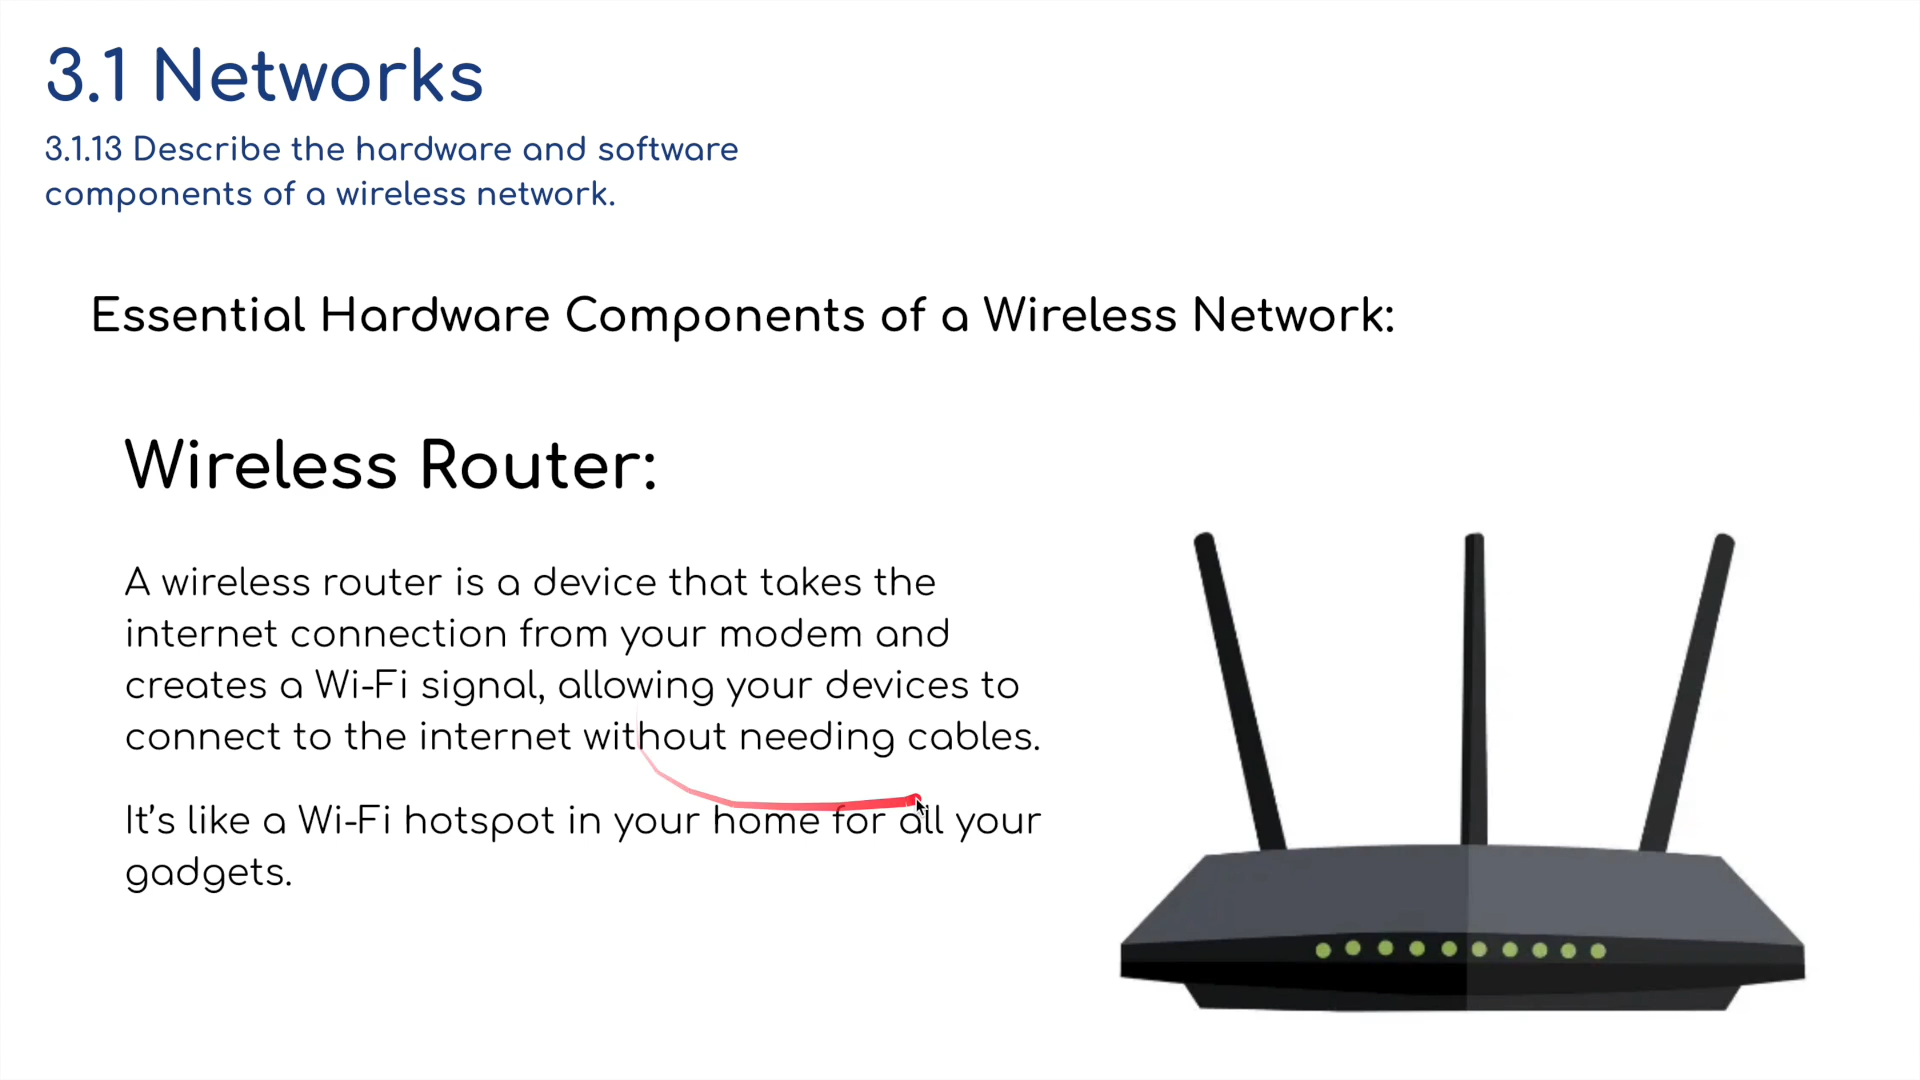 3.1 Networks
3.1.13 Describe the hardware and software
components of a wireless network.
Essential Hardware Components of a Wireless Network:
Wireless Router:
A wireless router is a device that takes the
internet connection from your modem and
creates a Wi-Fi signal, allowing your devices to
connect to the internet without needing cables.
It’s like a Wi-Fi hotspot in your home for all your
gadgets.